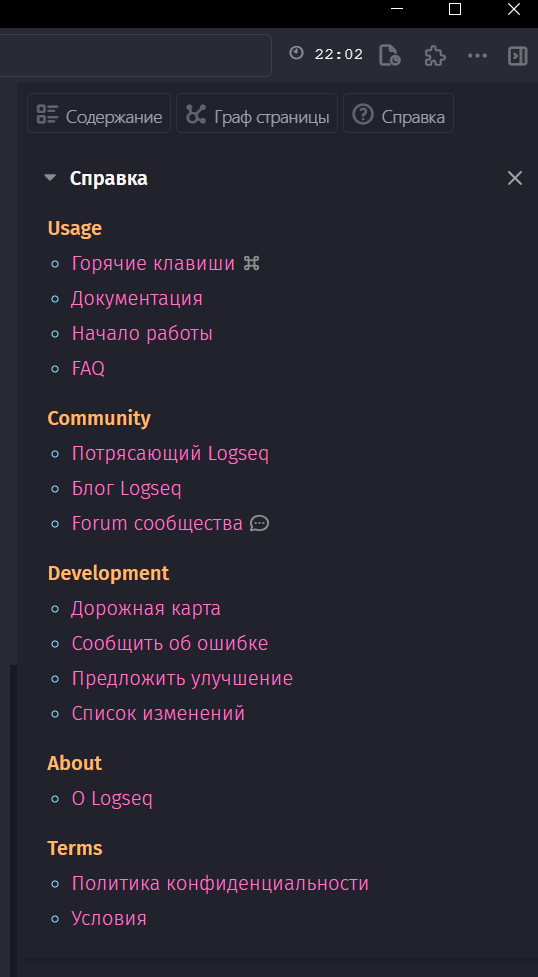 22:02
Содержание Граф страницы Справка
Справка
Usage
Горячие клавиши ⌘
Документация
Начало работы
FAQ
Community
Потрясающий Logseq
Блог Logseq
Forum сообщества
Development
Дорожная карта
Сообщить об ошибке
Предложить улучшение
Список изменений
About
О Logseq
Terms
Политика конфиденциальности
Условия